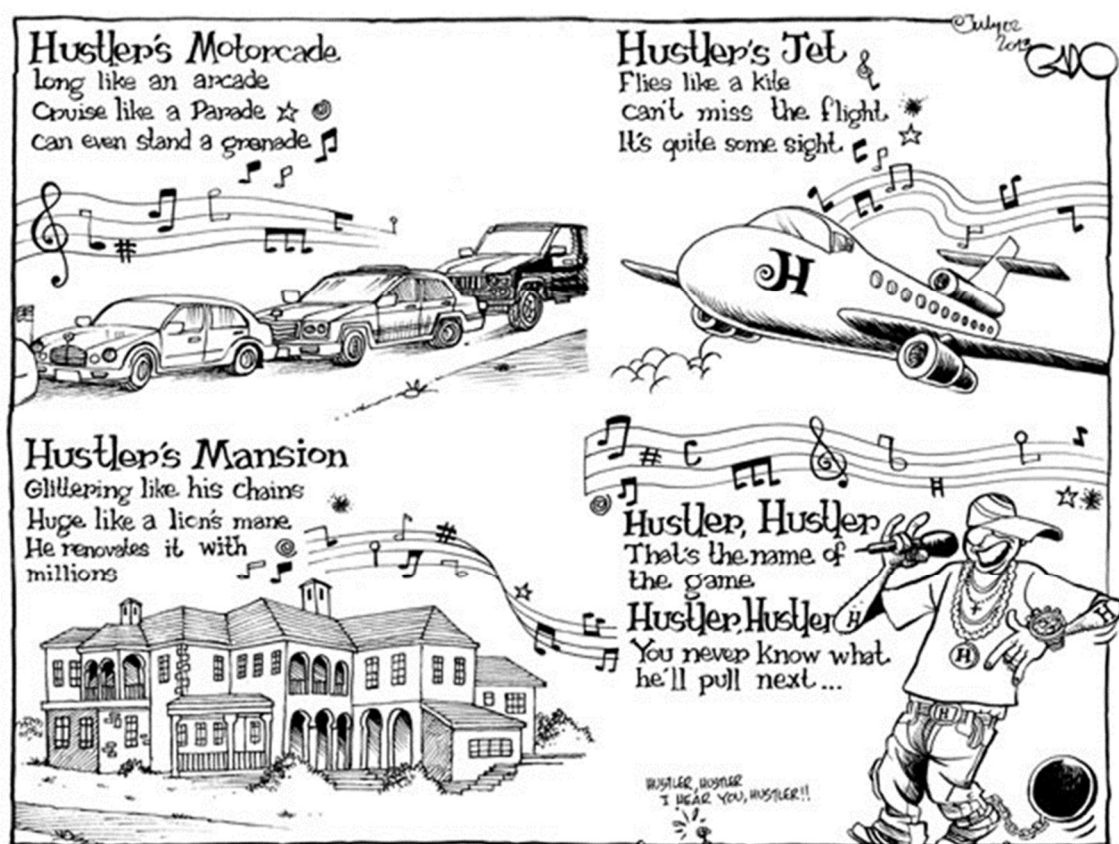 Hustler's Motorcade
Long like an arcade
Cruise like a Parade
can even stand a grenade
©July 02
2013
GADO
Hustler's Jet
Flies like a kite
can't miss the flight
It's quite some sight
H
Hustler's Mansion
Glittering like his chains
Huge like a lion's mane
He renovates it with
millions
Hustler, Hustler
That's the name of
the game
Hustler, Hustler
You never know what
he'll pull next...
H
H
H
H
HUSTLER, HUSTLER
I HEAR YOU, HUSTLER!!